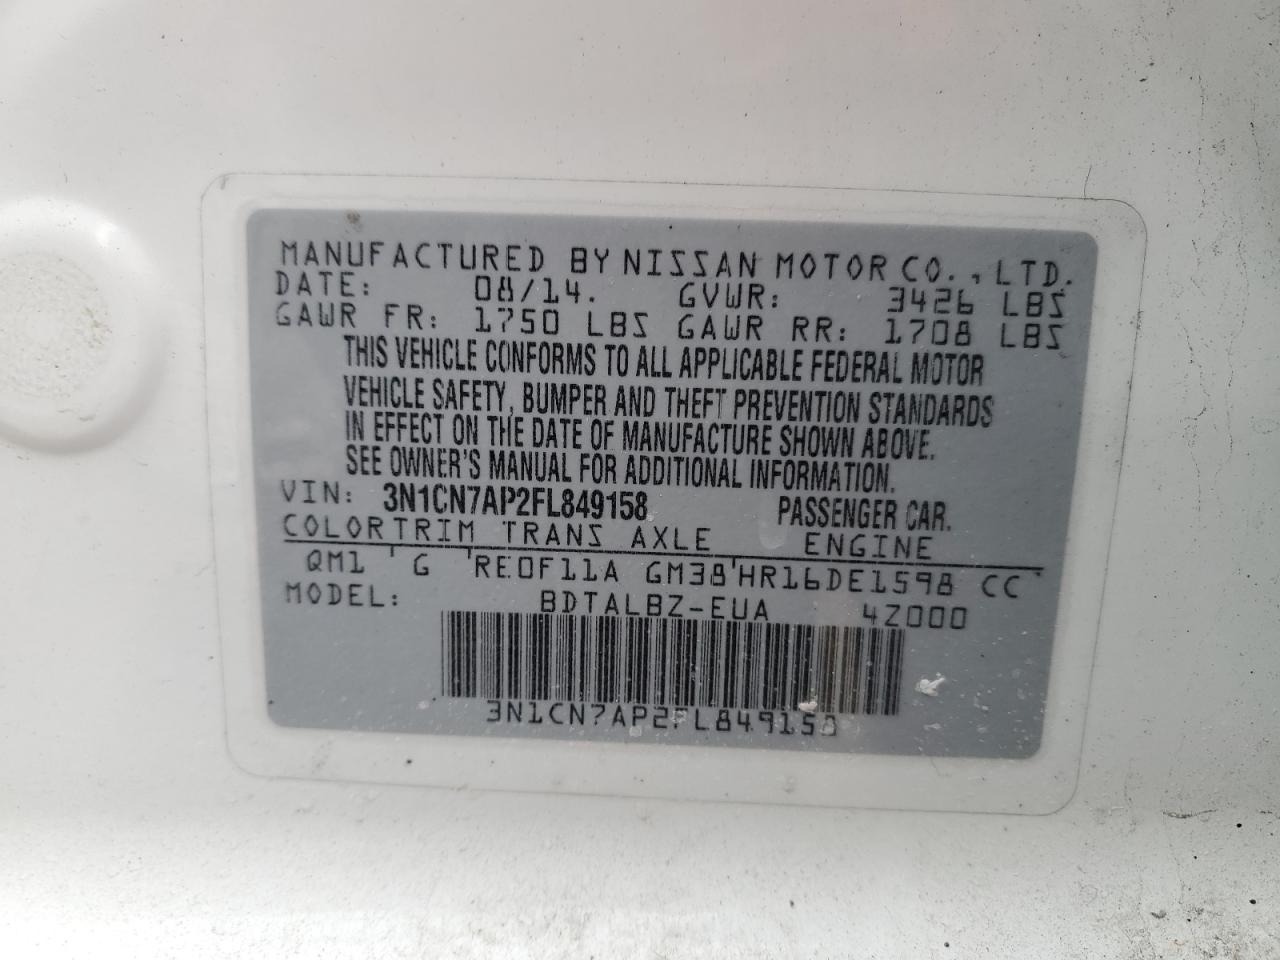 MANUFACTURED BY NISSAN MOTOR CO., LTD.
DATE: 08/14. GVWR: 3426 LBS
GAWR FR: 1750 LBS GAWR RR: 1708 LBS
THIS VEHICLE CONFORMS TO ALL APPLICABLE FEDERAL MOTOR
VEHICLE SAFETY, BUMPER AND THEFT PREVENTION STANDARDS
IN EFFECT ON THE DATE OF MANUFACTURE SHOWN ABOVE.
SEE OWNER'S MANUAL FOR ADDITIONAL INFORMATION.
VIN: 3N1CN7AP2FL849158 PASSENGER CAR.
COLOR TRIM TRANS AXLE ENGINE
QM1 G RE0F11A GM38 HR16DE1598 CC
MODEL: BDTALBZ-EUA 4Z000
3N1CN7AP2FL849158